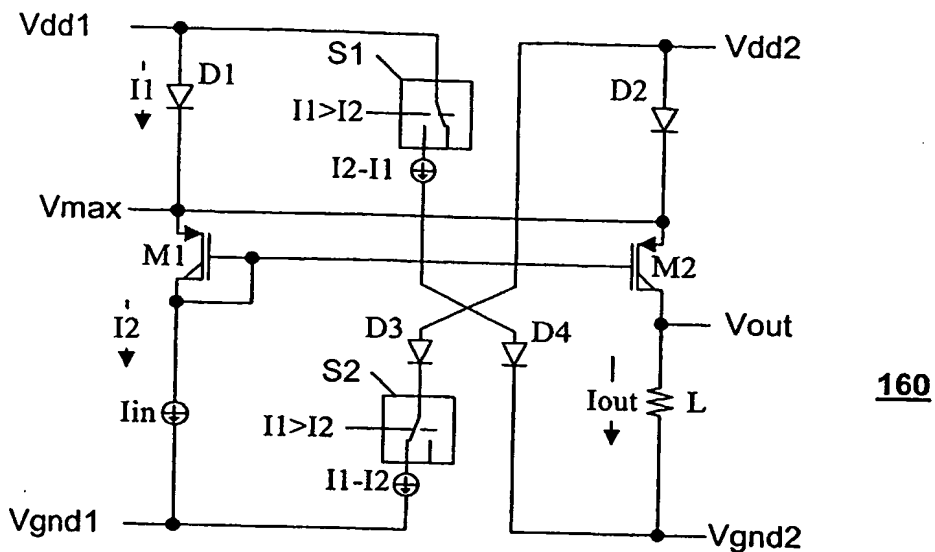 Vdd1
S1
Vdd2
I1
D1
D2
I1>I2
I2-I1
Vmax
M1
M2
I2
D3
D4
Vout
S2
Iin
I1>I2
Iout
L
160
I1-I2
Vgnd1
Vgnd2